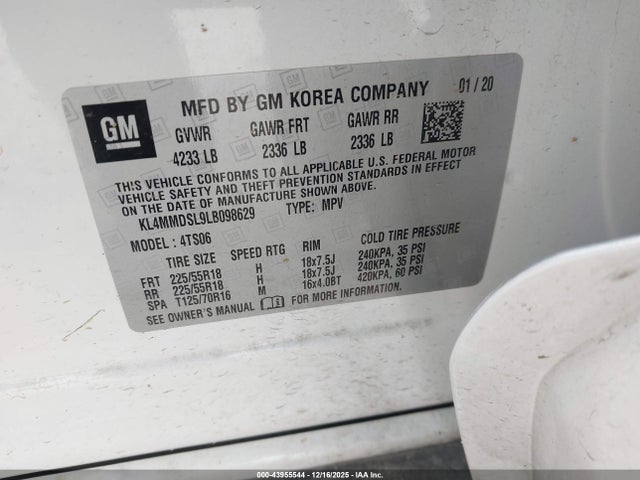 GM
MFD BY GM KOREA COMPANY 01 / 20
GVWR GAWR FRT GAWR RR
4233 LB 2336 LB 2336 LB
THIS VEHICLE CONFORMS TO ALL APPLICABLE U.S. FEDERAL MOTOR
VEHICLE SAFETY AND THEFT PREVENTION STANDARDS IN EFFECT
ON THE DATE OF MANUFACTURE SHOWN ABOVE.
KL4MMDSL9LB098629 TYPE: MPV
MODEL : 4TS06
TIRE SIZE SPEED RTG RIM COLD TIRE PRESSURE
FRT 225/55R18 H 18x7.5J 240KPA, 35 PSI
RR 225/55R18 H 18x7.5J 240KPA, 35 PSI
SPA T125/70R16 M 16x4.0BT 420KPA, 60 PSI
SEE OWNER'S MANUAL FOR MORE INFORMATION.
000-43955544 - 12/16/2025 - IAA Inc.